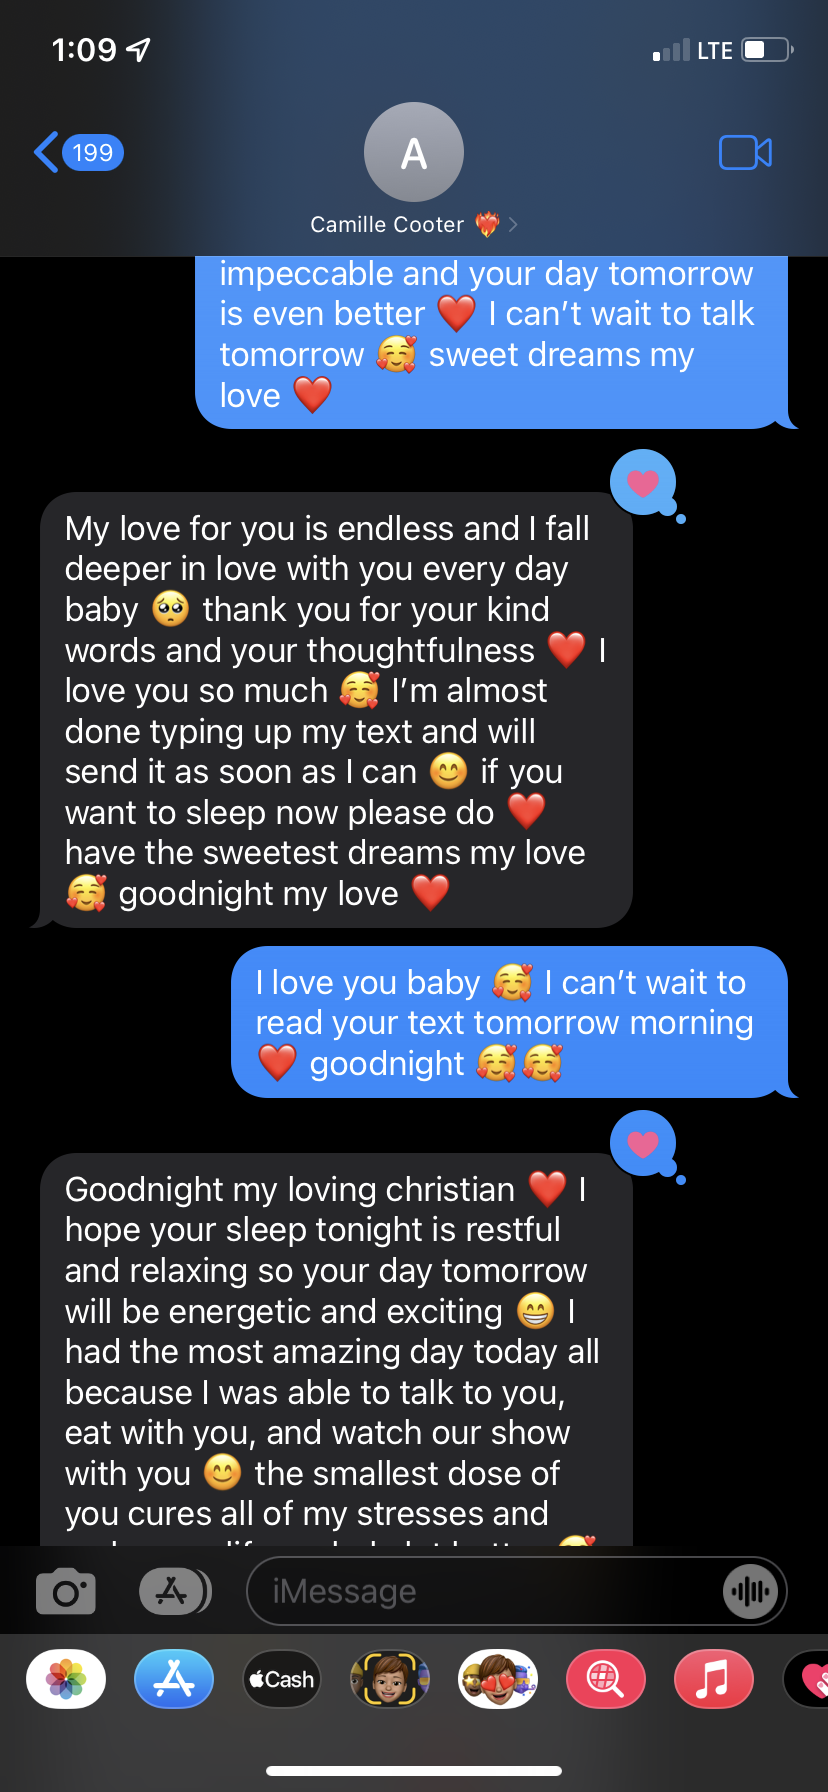 1:09
LTE
199
A
Camille Cooter ❤️‍🔥
impeccable and your day tomorrow
is even better ❤️ I can't wait to talk
tomorrow 🥰 sweet dreams my
love ❤️
My love for you is endless and I fall
deeper in love with you every day
baby 🥺 thank you for your kind
words and your thoughtfulness ❤️ I
love you so much 🥰 I'm almost
done typing up my text and will
send it as soon as I can 😊 if you
want to sleep now please do ❤️
have the sweetest dreams my love
🥰 goodnight my love ❤️
I love you baby 🥰 I can't wait to
read your text tomorrow morning
❤️ goodnight 🥰🥰
Goodnight my loving christian ❤️ I
hope your sleep tonight is restful
and relaxing so your day tomorrow
will be energetic and exciting 😁 I
had the most amazing day today all
because I was able to talk to you,
eat with you, and watch our show
with you 😊 the smallest dose of
you cures all of my stresses and
iMessage
Cash